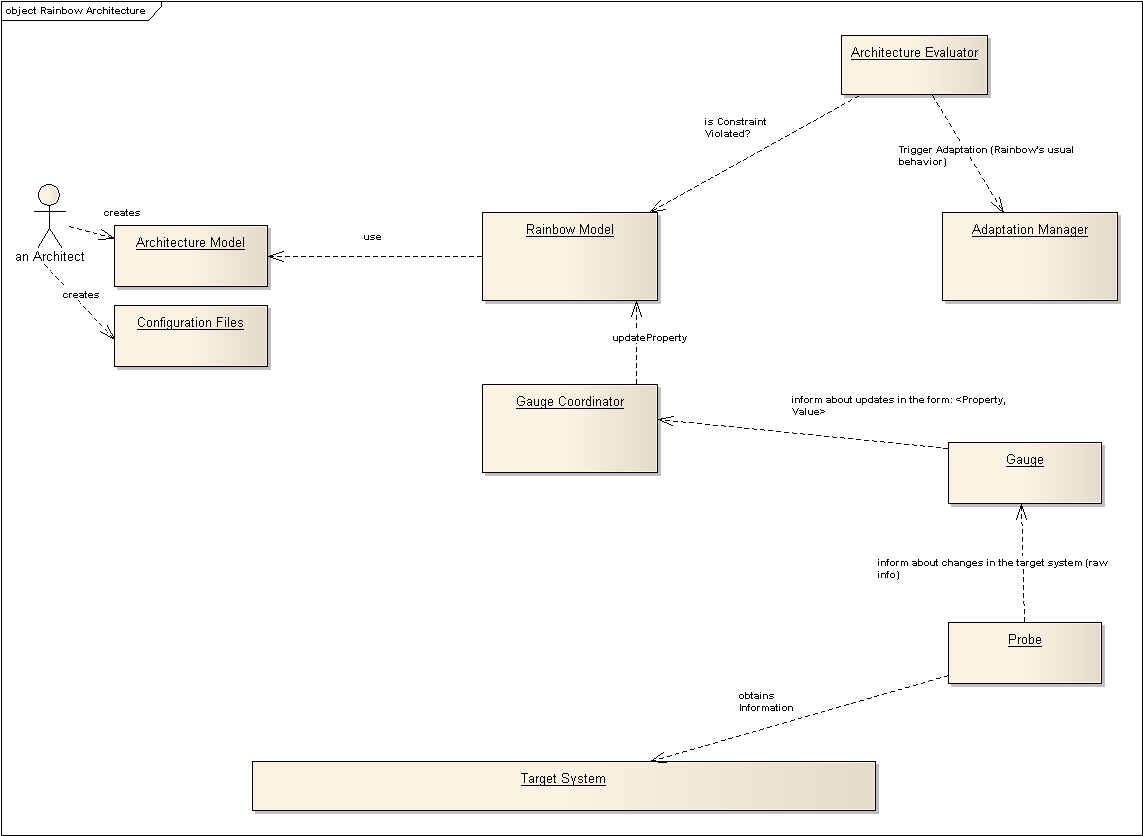 object Rainbow Architecture
Architecture Evaluator
is Constraint
Violated?
Trigger Adaptation (Rainbow's usual
behavior)
creates
an Architect
Architecture Model
use
Rainbow Model
Adaptation Manager
creates
Configuration Files
updateProperty
Gauge Coordinator
inform about updates in the form: <Property,
Value>
Gauge
inform about changes in the target system (raw
info)
Probe
obtains
Information
Target System